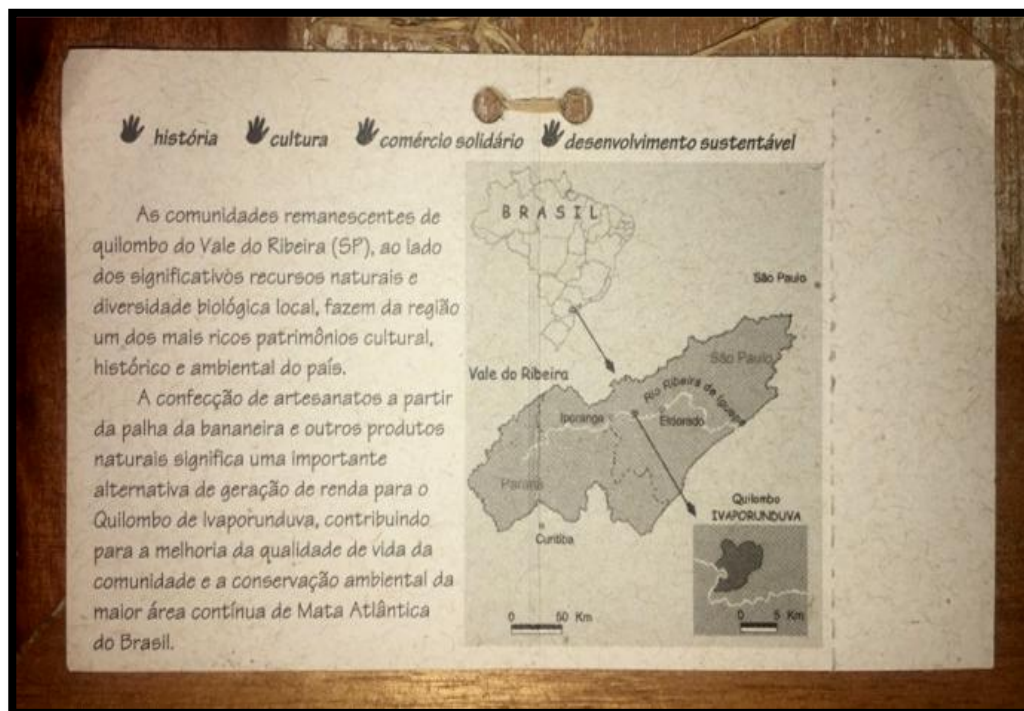 história cultura comércio solidário desenvolvimento sustentável
As comunidades remanescentes de
quilombo do Vale do Ribeira (SP), ao lado
dos significativos recursos naturais e
diversidade biológica local, fazem da região
um dos mais ricos patrimônios cultural,
histórico e ambiental do país.
A confecção de artesanatos a partir
da palha da bananeira e outros produtos
naturais significa uma importante
alternativa de geração de renda para o
Quilombo de Ivaporunduva, contribuindo
para a melhoria da qualidade de vida da
comunidade e a conservação ambiental da
maior área contínua de Mata Atlântica
do Brasil.
BRASIL
São Paulo
São Paulo
Vale do Ribeira
Rio Ribeira de Iguape
Iporanga
Eldorado
Paraná
Quilombo
IVAPORUNDUVA
Curitiba
0 50 Km
0 5 Km